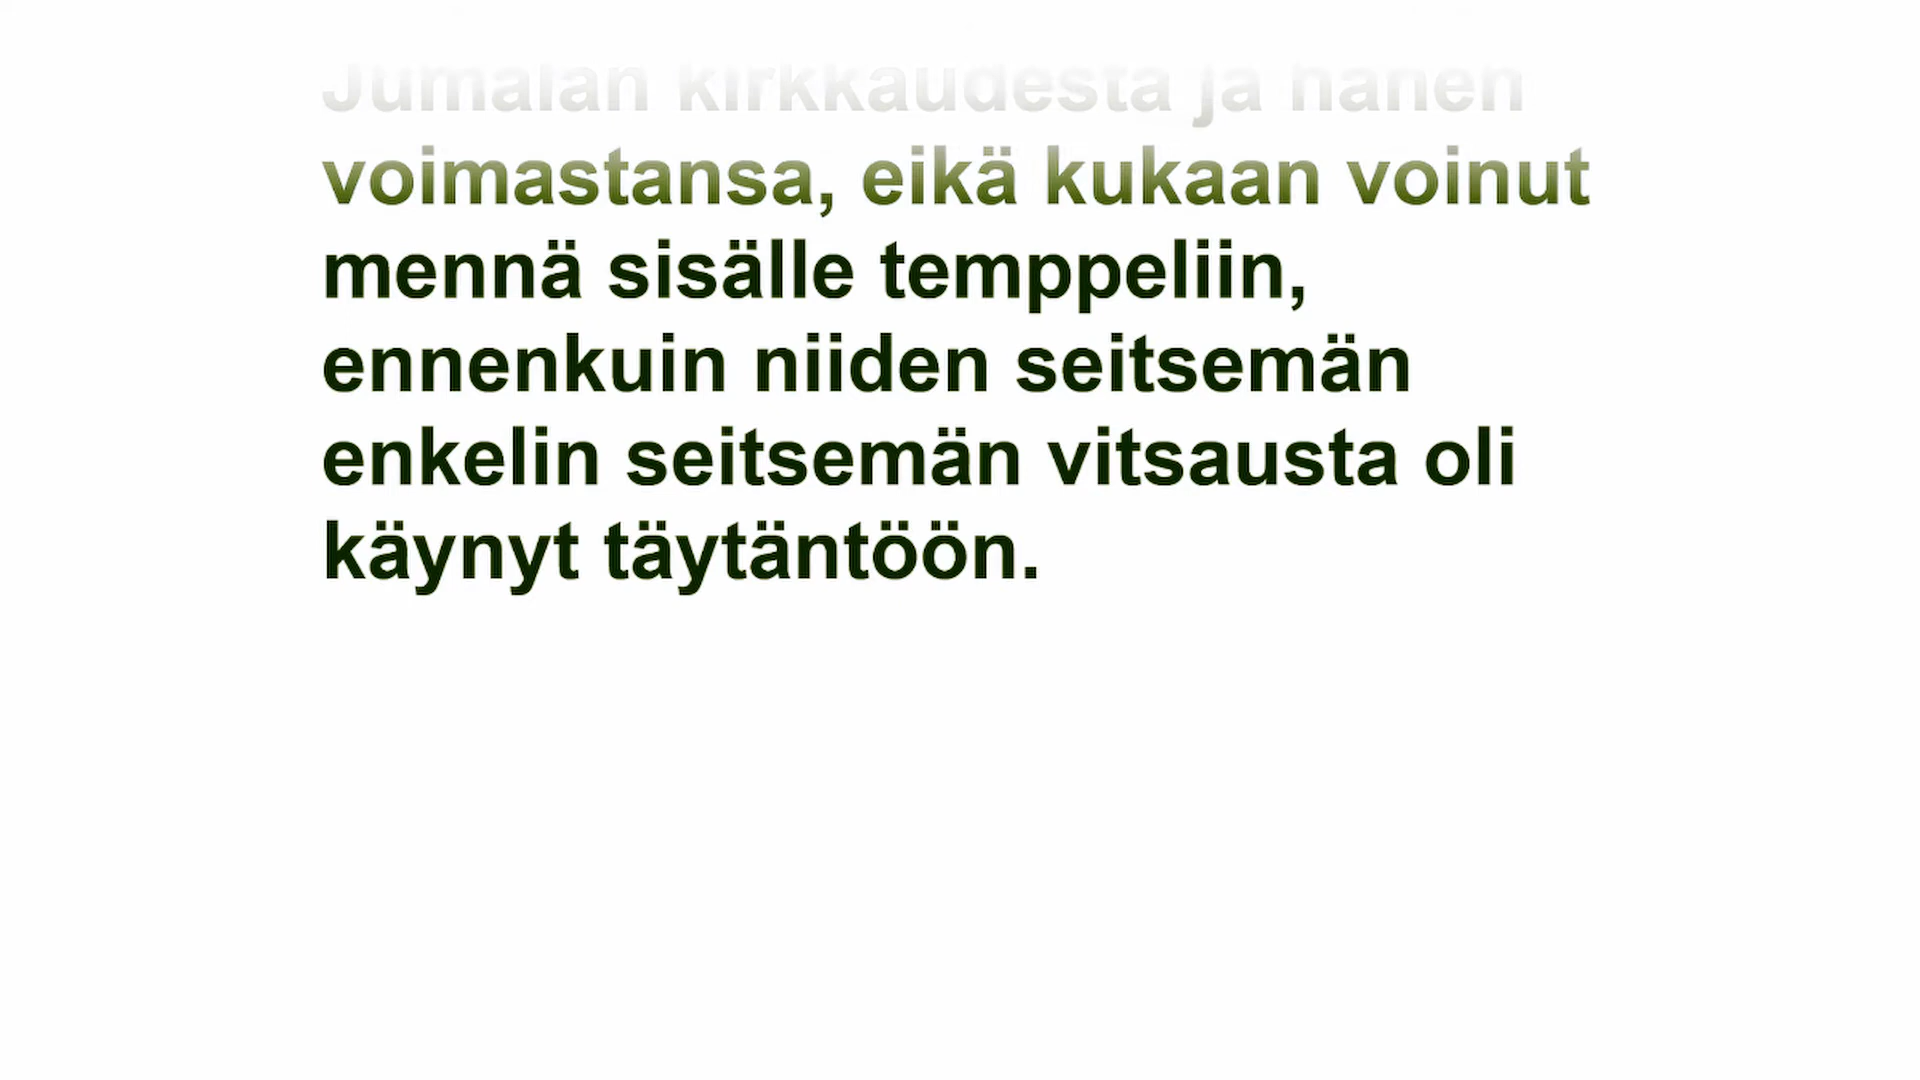 Jumalan kirkkaudesta ja hänen
voimastansa, eikä kukaan voinut
mennä sisälle temppeliin,
ennenkuin niiden seitsemän
enkelin seitsemän vitsausta oli
käynyt täytäntöön.